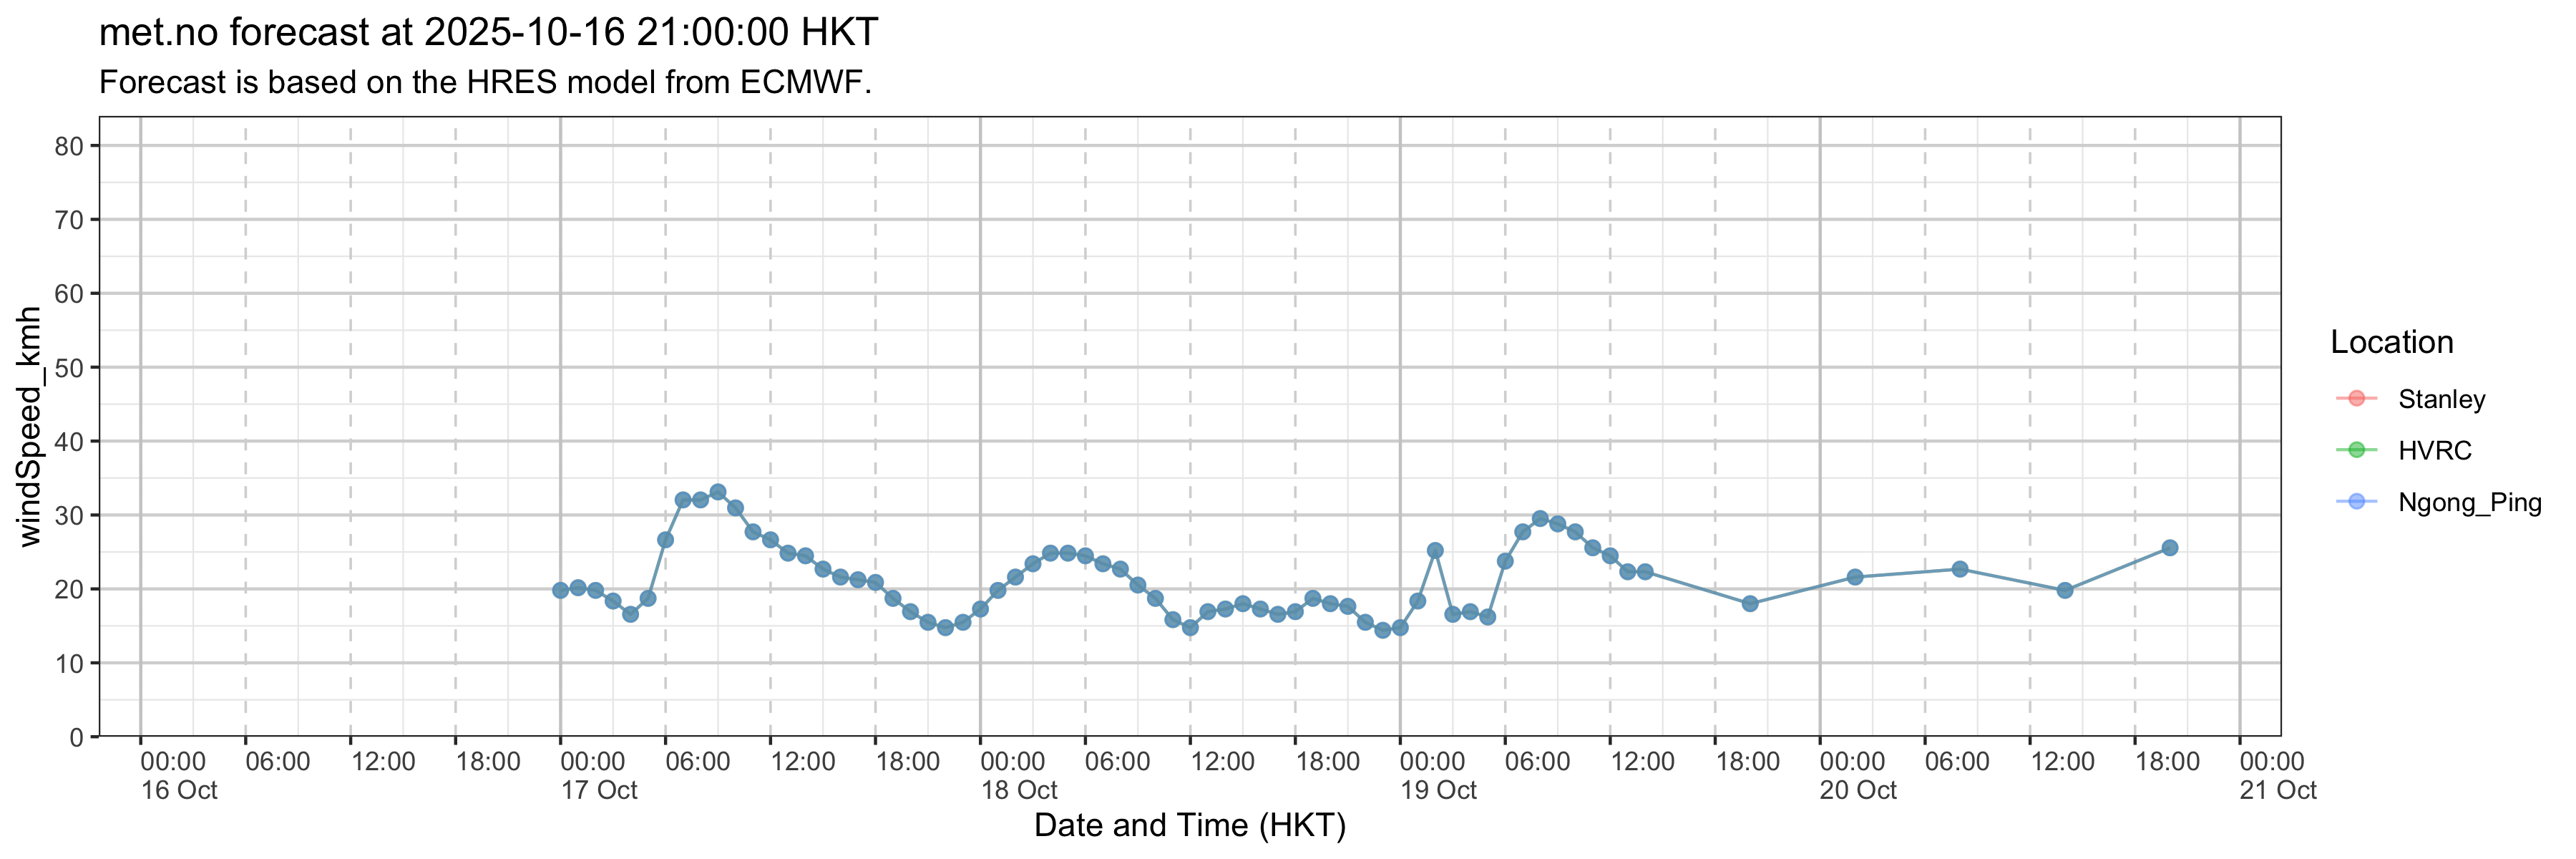 met.no forecast at 2025-10-16 21:00:00 HKT
Forecast is based on the HRES model from ECMWF.
windSpeed_kmh
80
70
60
50
40
30
20
10
0
00:00 06:00 12:00 18:00 00:00 06:00 12:00 18:00 00:00 06:00 12:00 18:00 00:00 06:00 12:00 18:00 00:00 06:00 12:00 18:00 00:00
16 Oct 17 Oct 18 Oct 19 Oct 20 Oct 21 Oct
Date and Time (HKT)
Location
Stanley
HVRC
Ngong_Ping